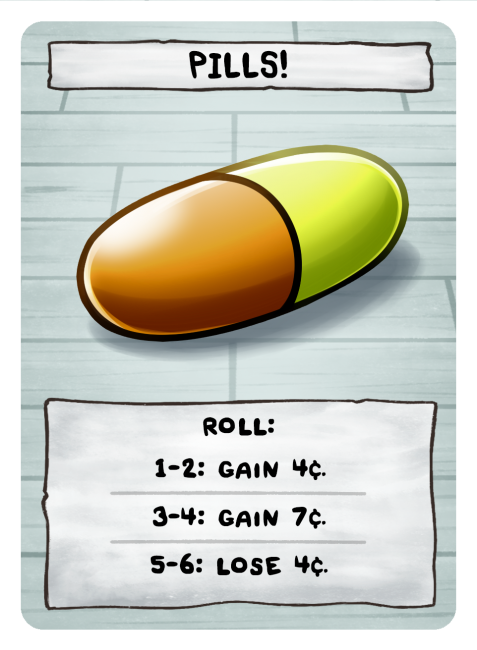 PILLS!
ROLL:
1-2: GAIN 4¢.
3-4: GAIN 7¢.
5-6: LOSE 4¢.